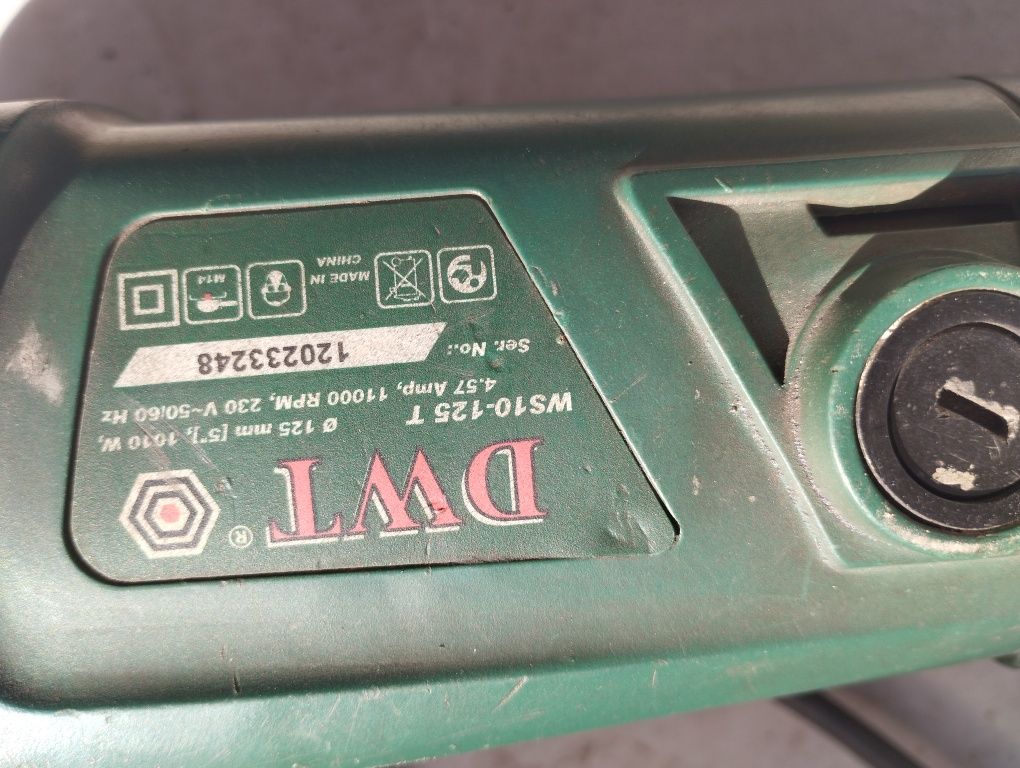 DWT ®
WS10-125 T
Ø 125 mm [5"], 1010 W,
4.57 Amp, 11000 RPM, 230 V~50/60 Hz
Ser. No.: 120233248
MADE IN
CHINA
M14